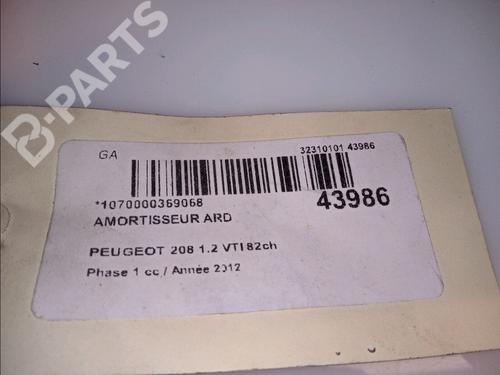 B-PARTS
GA
32310101 43986
*1070000369068
43986
AMORTISSEUR ARD
PEUGEOT 208 1.2 VTI 82ch
Phase 1 cc / Année 2012